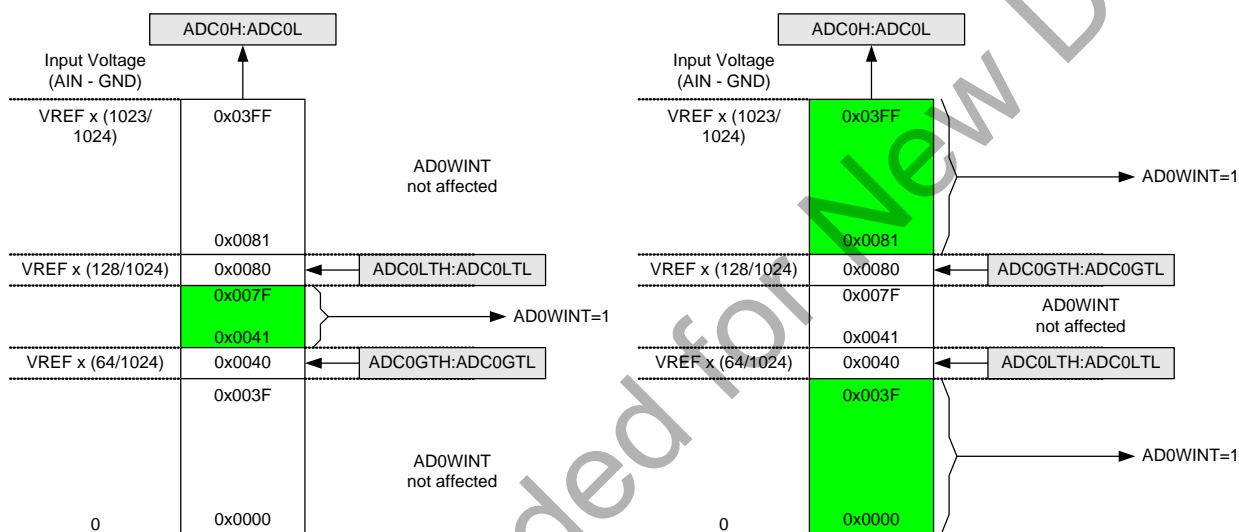 ADC0H:ADC0L
Input Voltage
(AIN - GND)
VREF x (1023/
1024)
0x03FF
AD0WINT
not affected
0x0081
VREF x (128/1024)
0x0080
ADC0LTH:ADC0LTL
0x007F
AD0WINT=1
0x0041
VREF x (64/1024)
0x0040
ADC0GTH:ADC0GTL
0x003F
AD0WINT
not affected
0
0x0000
ADC0H:ADC0L
Input Voltage
(AIN - GND)
VREF x (1023/
1024)
0x03FF
AD0WINT=1
0x0081
VREF x (128/1024)
0x0080
ADC0GTH:ADC0GTL
0x007F
AD0WINT
not affected
0x0041
VREF x (64/1024)
0x0040
ADC0LTH:ADC0LTL
0x003F
AD0WINT=1
0
0x0000
ded for New D